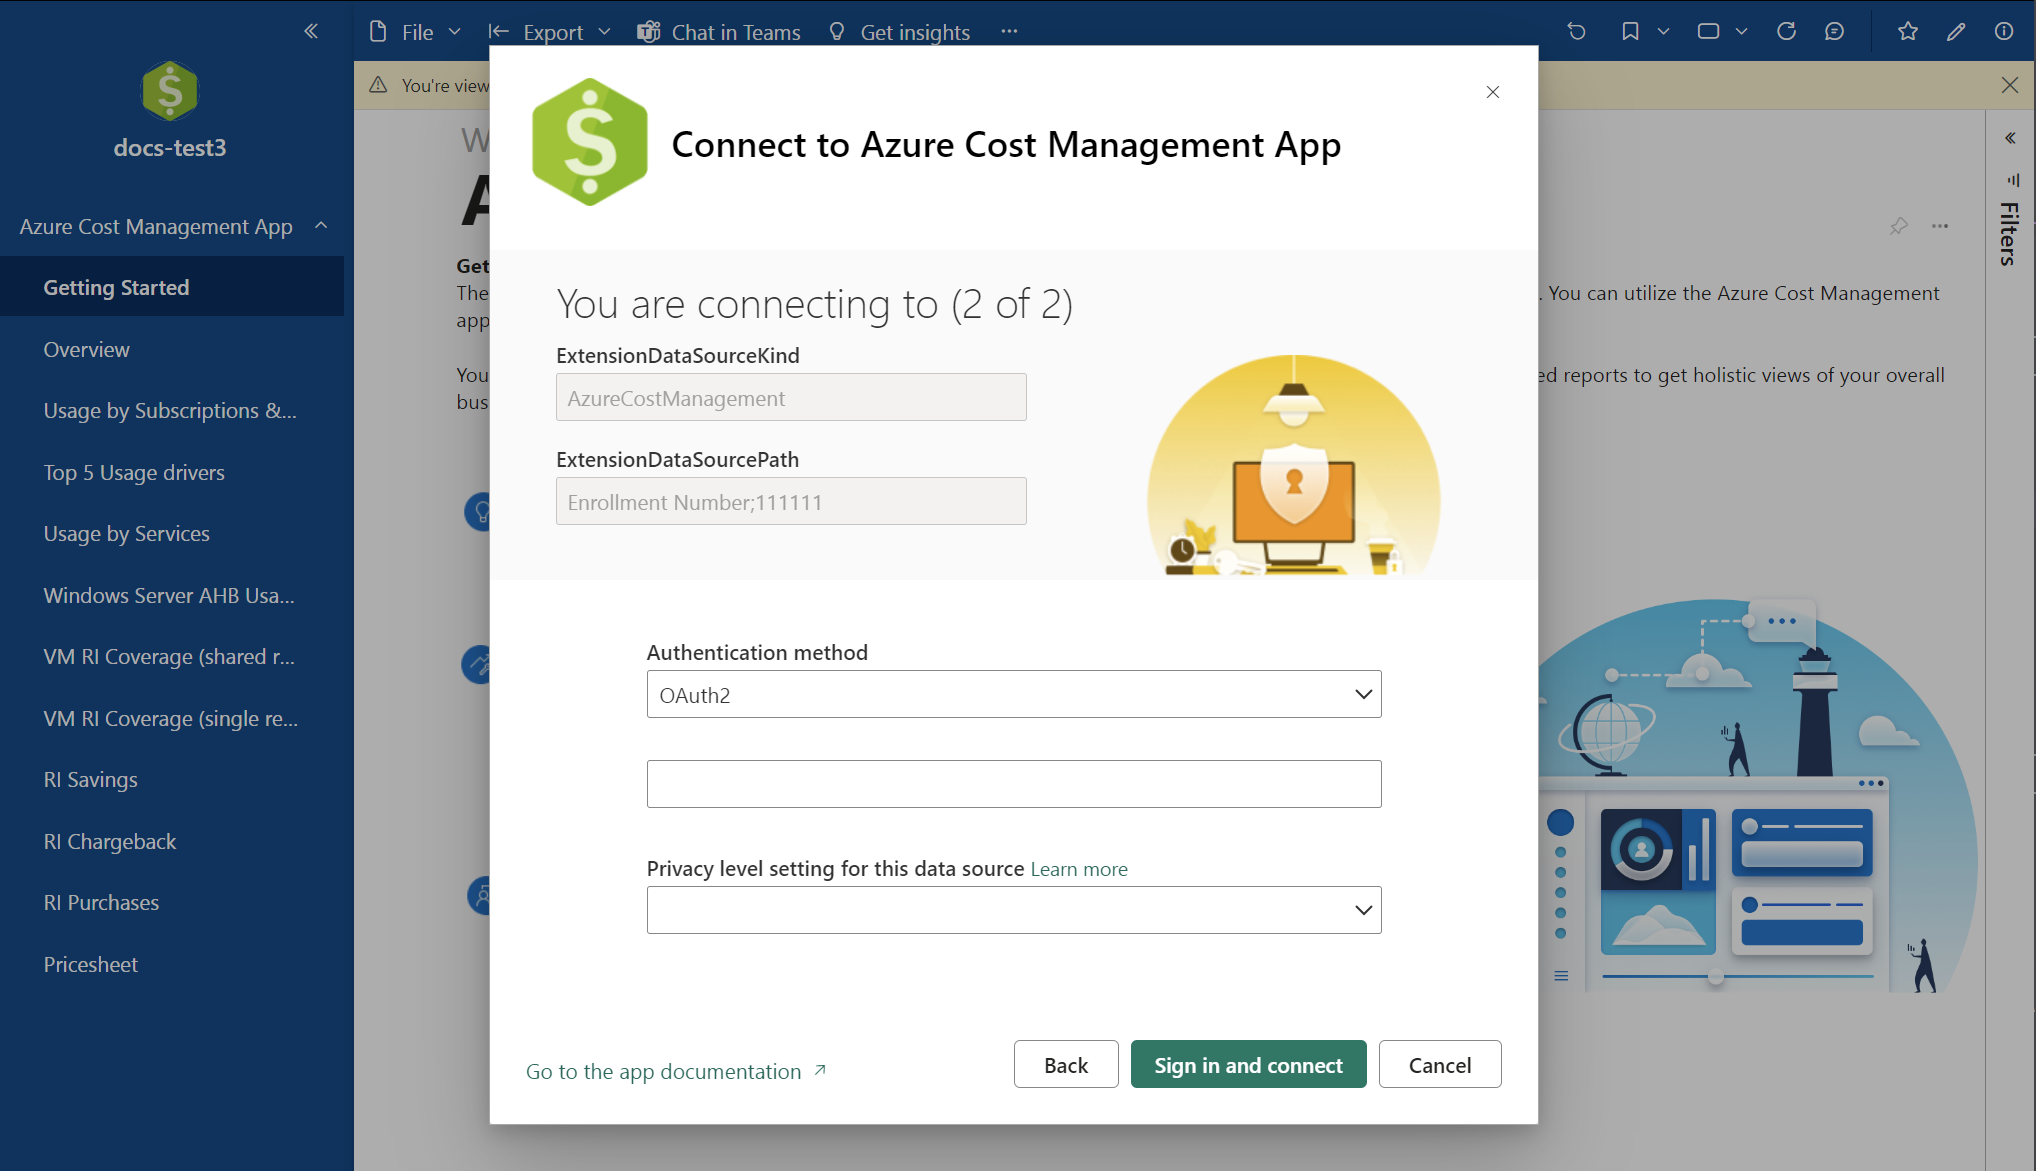 File
Export
Chat in Teams
Get insights
docs-test3
Azure Cost Management App
Getting Started
Overview
Usage by Subscriptions &...
Top 5 Usage drivers
Usage by Services
Windows Server AHB Usa...
VM RI Coverage (shared r...
VM RI Coverage (single re...
RI Savings
RI Chargeback
RI Purchases
Pricesheet
You're view
W
A
Get
The
app
You
bus
. You can utilize the Azure Cost Management
ed reports to get holistic views of your overall
Filters
Connect to Azure Cost Management App
You are connecting to (2 of 2)
ExtensionDataSourceKind
AzureCostManagement
ExtensionDataSourcePath
Enrollment Number;111111
Authentication method
OAuth2
Privacy level setting for this data source Learn more
Go to the app documentation
Back
Sign in and connect
Cancel